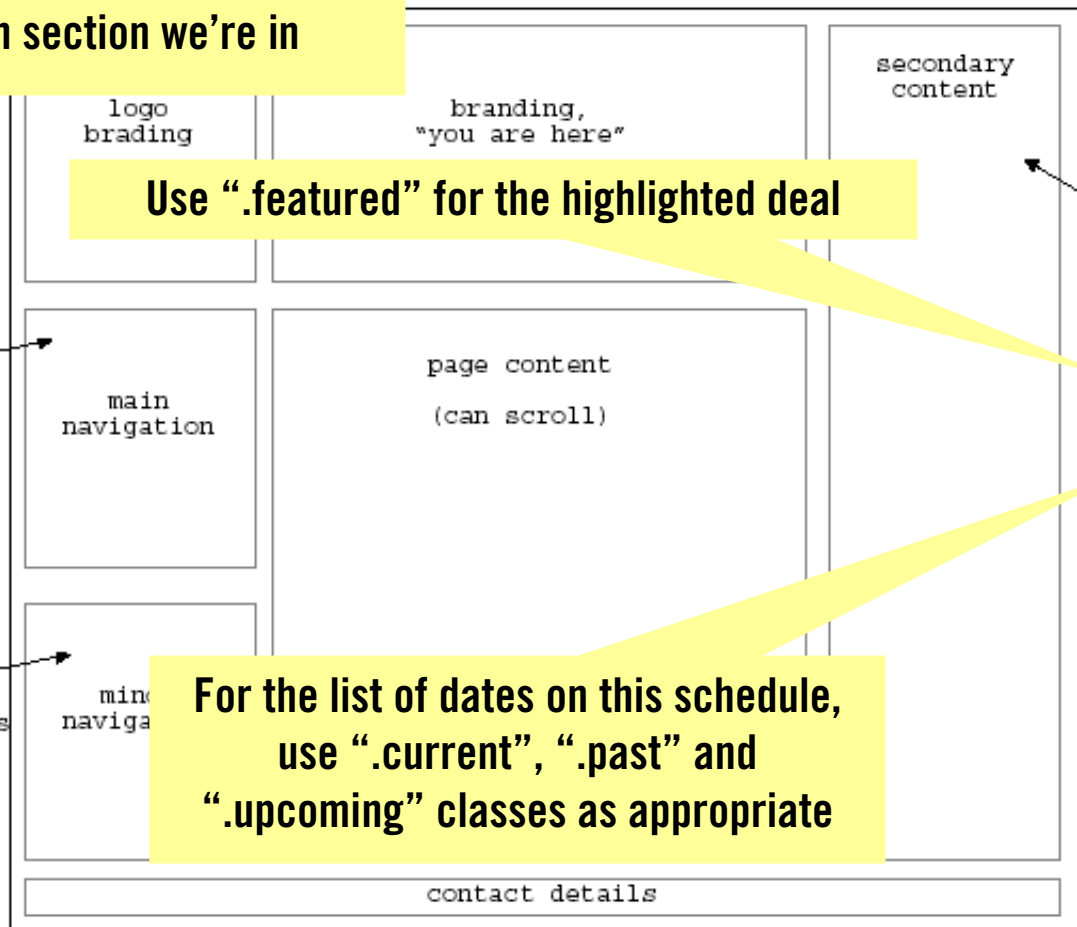 section we’re in
logo
brading
branding,
"you are here"
secondary
content
Use “.featured” for the highlighted deal
main
navigation
page content
(can scroll)
For the list of dates on this schedule,
use “.current”, “.past” and
“.upcoming” classes as appropriate
contact details